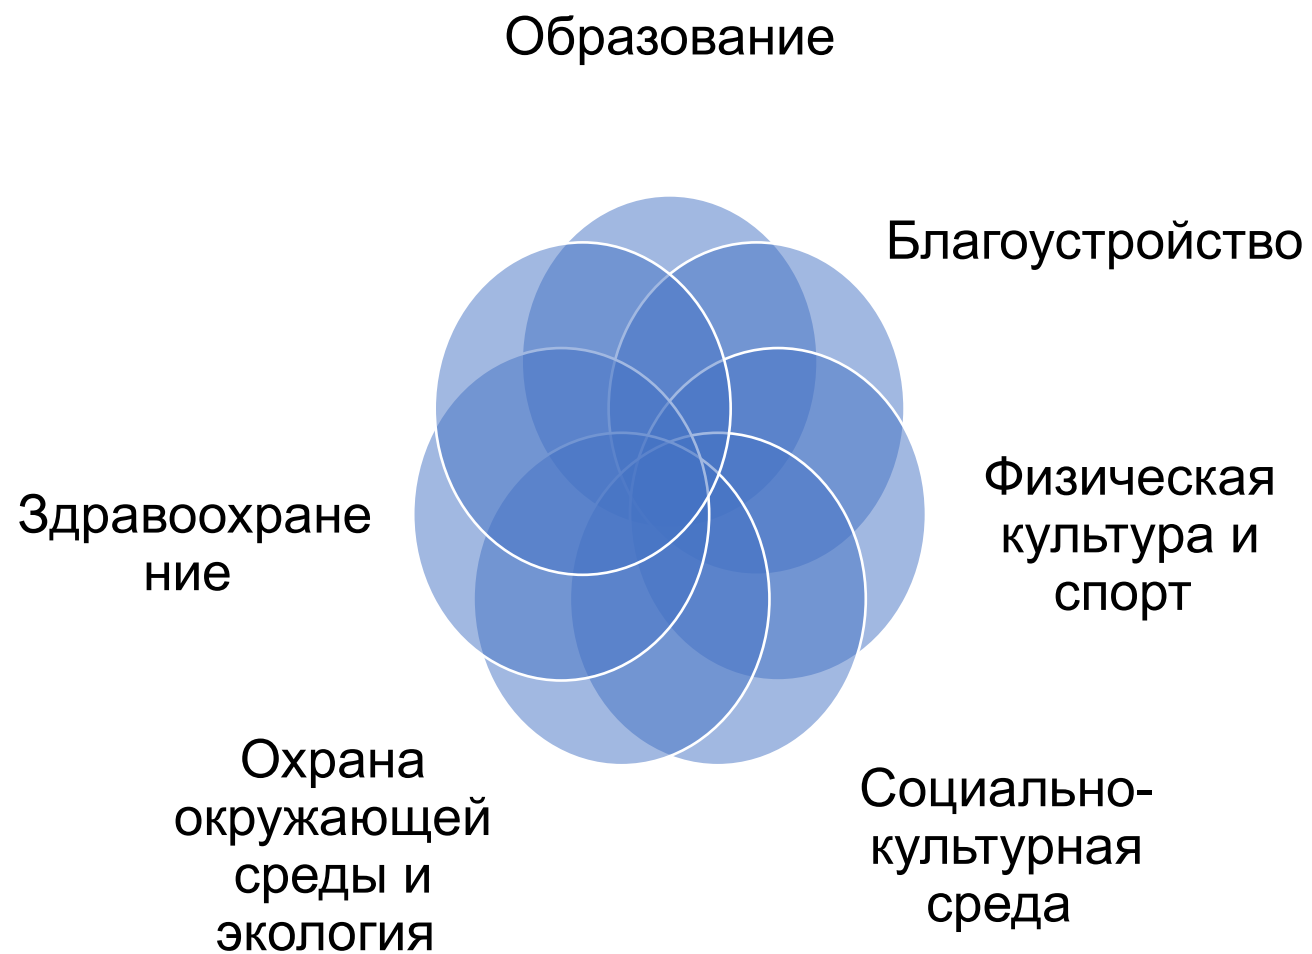 Образование
Благоустройство
Физическая
культура и
спорт
Социально-
культурная
среда
Охрана
окружающей
среды и
экология
Здравоохране
ние